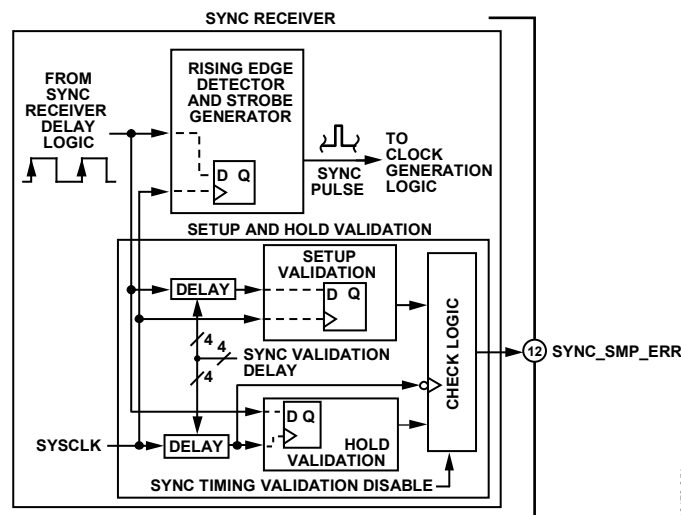 SYNC RECEIVER
FROM
SYNC
RECEIVER
DELAY
LOGIC
RISING EDGE
DETECTOR
AND STROBE
GENERATOR
D Q
SYNC
PULSE
TO
CLOCK
GENERATION
LOGIC
SETUP AND HOLD VALIDATION
DELAY
SETUP
VALIDATION
D Q
4
4
4
SYNC VALIDATION
DELAY
CHECK LOGIC
12 SYNC_SMP_ERR
SYSCLK
DELAY
D Q
HOLD
VALIDATION
SYNC TIMING VALIDATION DISABLE